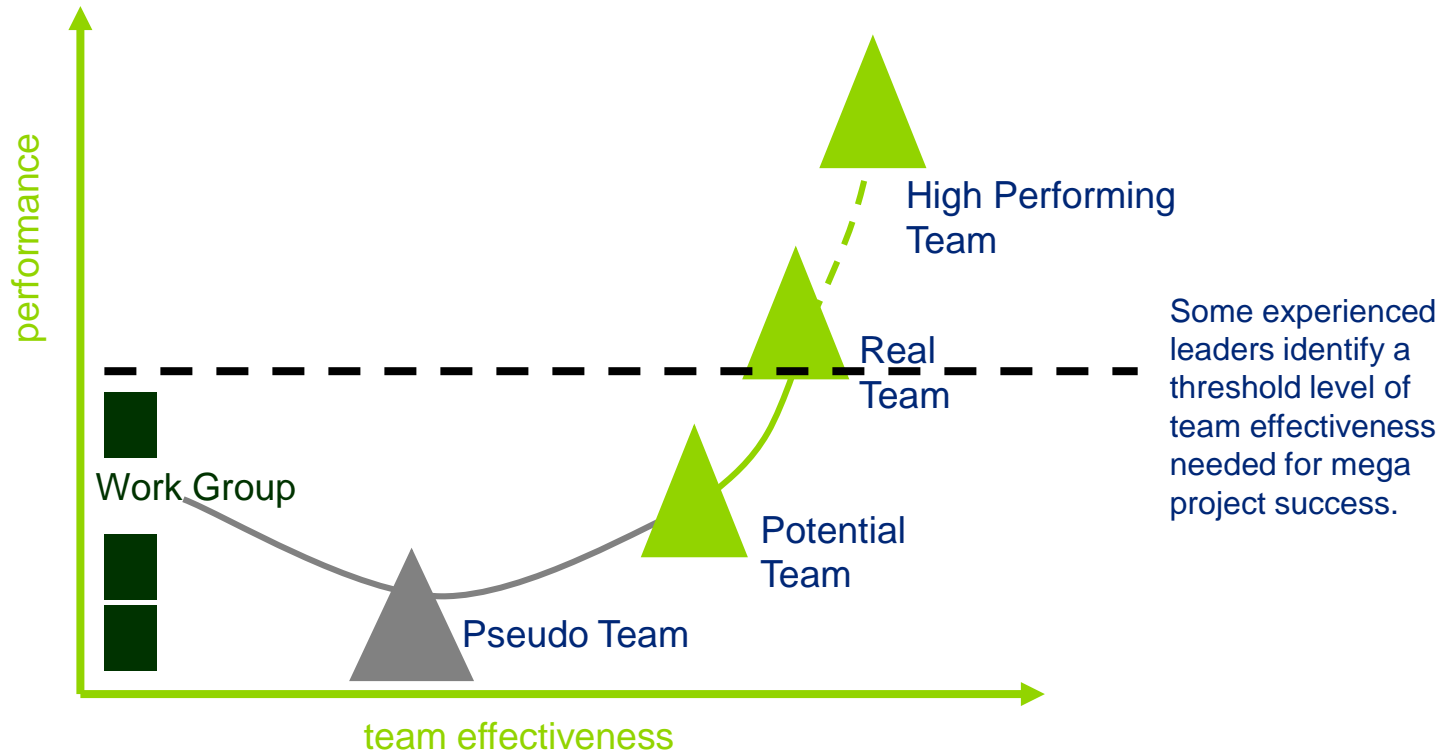 performance
High Performing
Team
Some experienced
leaders identify a
threshold level of
team effectiveness
needed for mega
project success.
Real
Team
Work Group
Potential
Team
Pseudo Team
team effectiveness